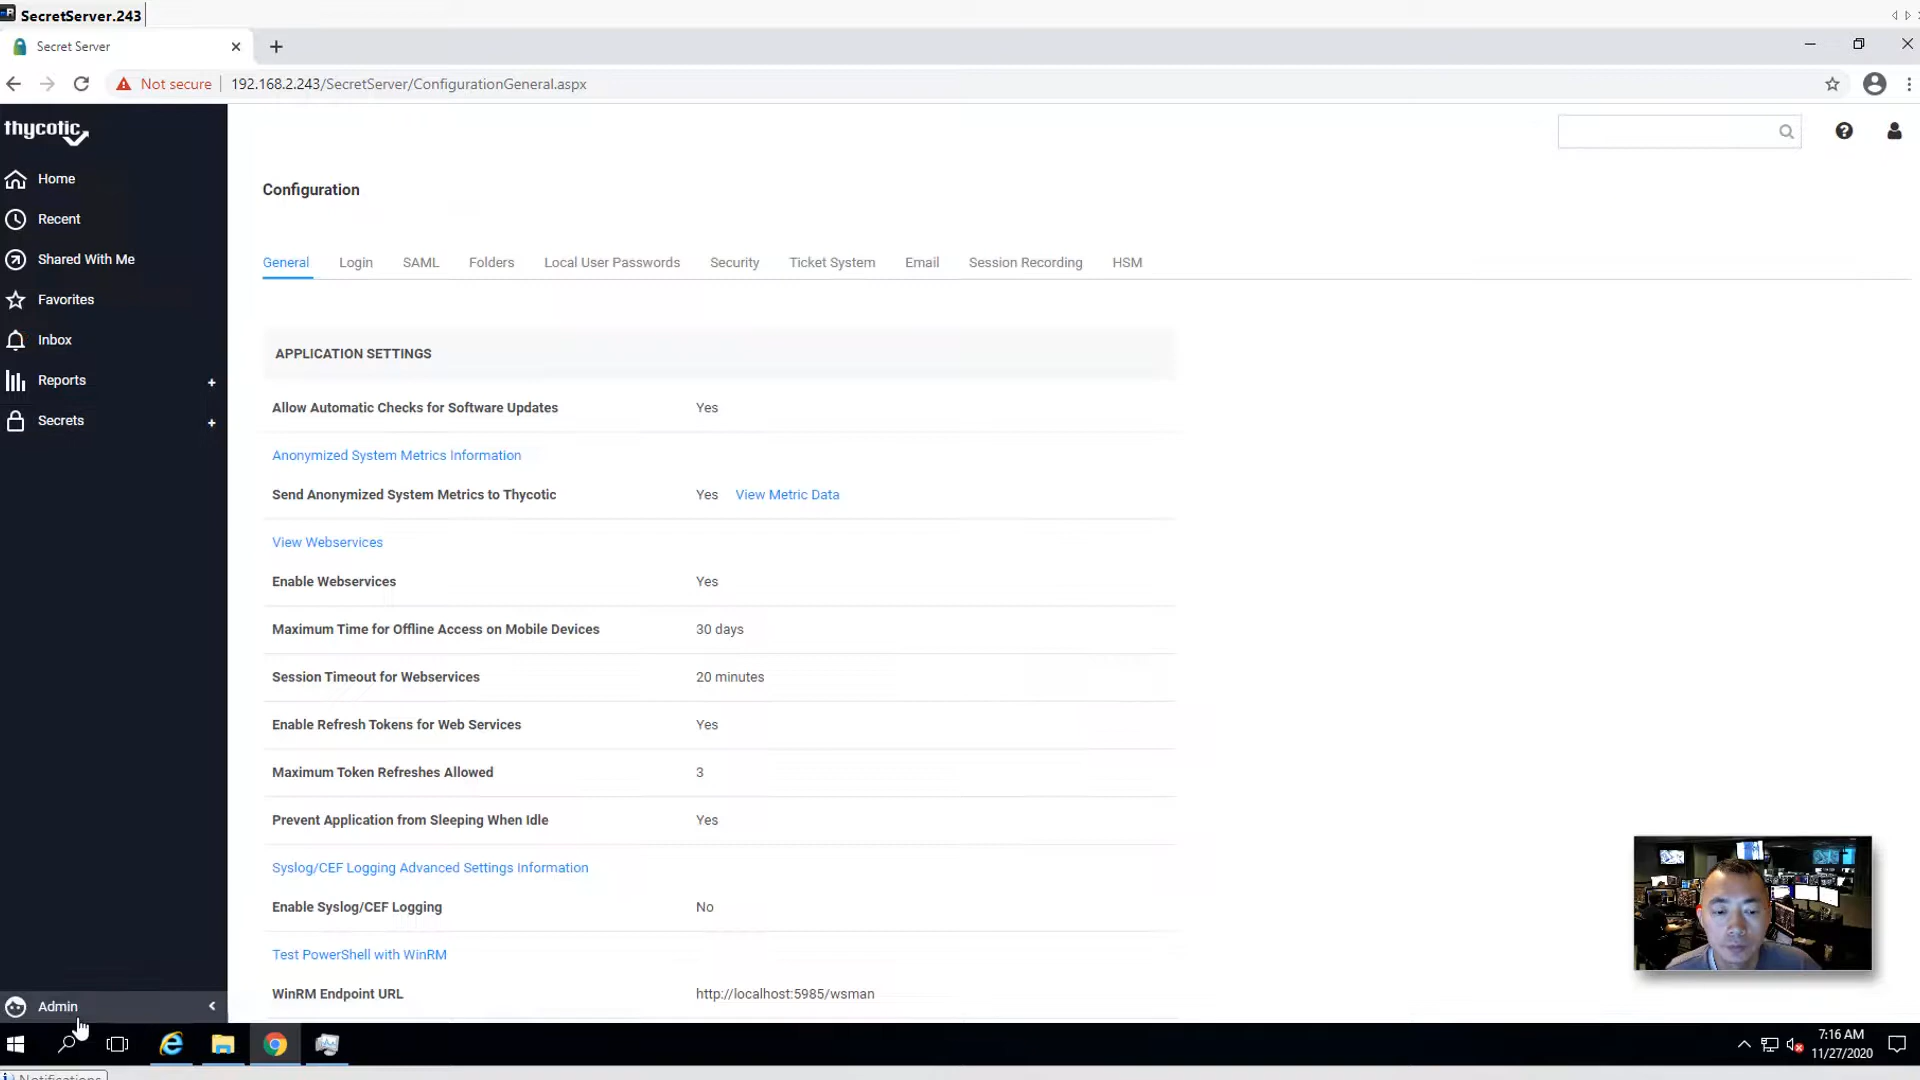 SecretServer.243
Secret Server
Not secure
192.168.2.243/SecretServer/ConfigurationGeneral.aspx
thycotic
Home
Recent
Shared With Me
Favorites
Inbox
Reports
Secrets
Admin
Configuration
General Login SAML Folders Local User Passwords Security Ticket System Email Session Recording HSM
APPLICATION SETTINGS
Allow Automatic Checks for Software Updates Yes
Anonymized System Metrics Information
Send Anonymized System Metrics to Thycotic Yes View Metric Data
View Webservices
Enable Webservices Yes
Maximum Time for Offline Access on Mobile Devices 30 days
Session Timeout for Webservices 20 minutes
Enable Refresh Tokens for Web Services Yes
Maximum Token Refreshes Allowed 3
Prevent Application from Sleeping When Idle Yes
Syslog/CEF Logging Advanced Settings Information
Enable Syslog/CEF Logging No
Test PowerShell with WinRM
WinRM Endpoint URL http://localhost:5985/wsman
7:16 AM
11/27/2020
Notifications